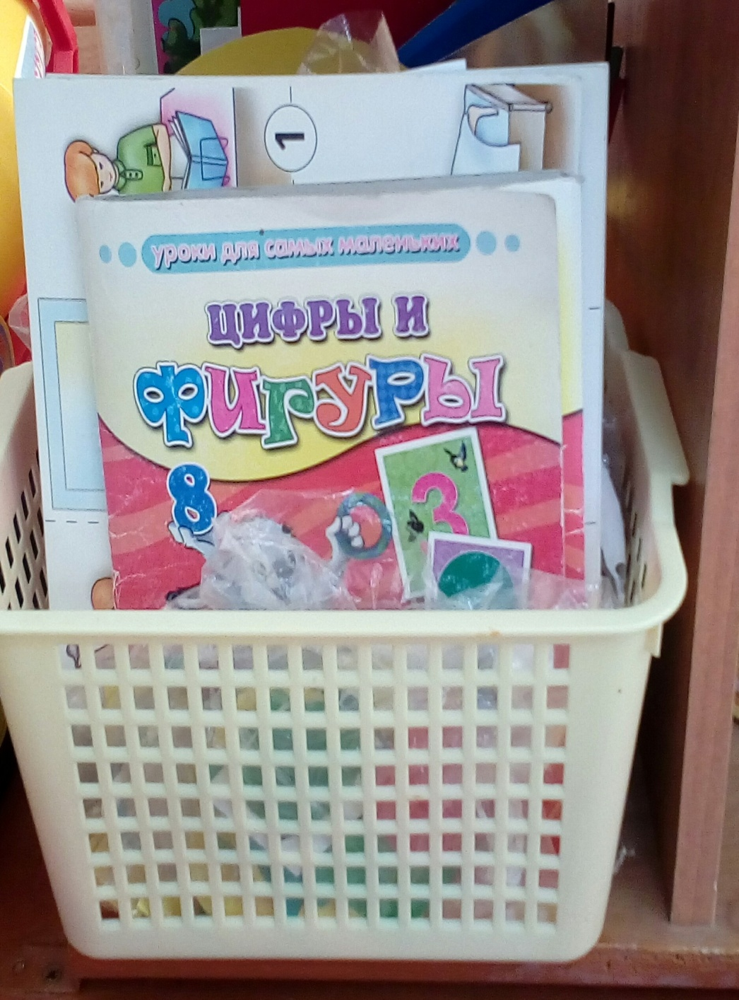 1
уроки для самых маленьких
цифры и
фигуры
8
3